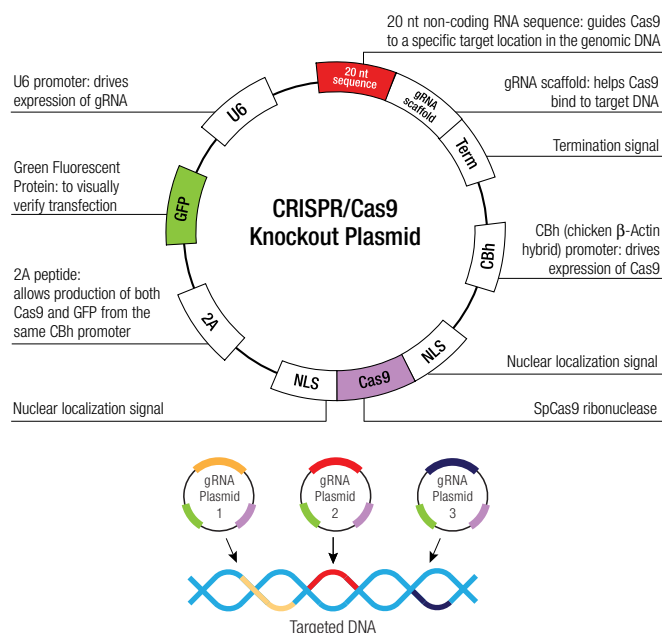 20 nt non-coding RNA sequence: guides Cas9
to a specific target location in the genomic DNA
U6 promoter: drives
expression of gRNA
U6
20 nt
sequence
gRNA
scaffold
gRNA scaffold: helps Cas9
bind to target DNA
Term
Termination signal
Green Fluorescent
Protein: to visually
verify transfection
GFP
CRISPR/Cas9
Knockout Plasmid
CBh
CBh (chicken β-Actin
hybrid) promoter: drives
expression of Cas9
2A peptide:
allows production of both
Cas9 and GFP from the
same CBh promoter
2A
NLS
Cas9
NLS
Nuclear localization signal
Nuclear localization signal
SpCas9 ribonuclease
gRNA
Plasmid
1
gRNA
Plasmid
2
gRNA
Plasmid
3
Targeted DNA